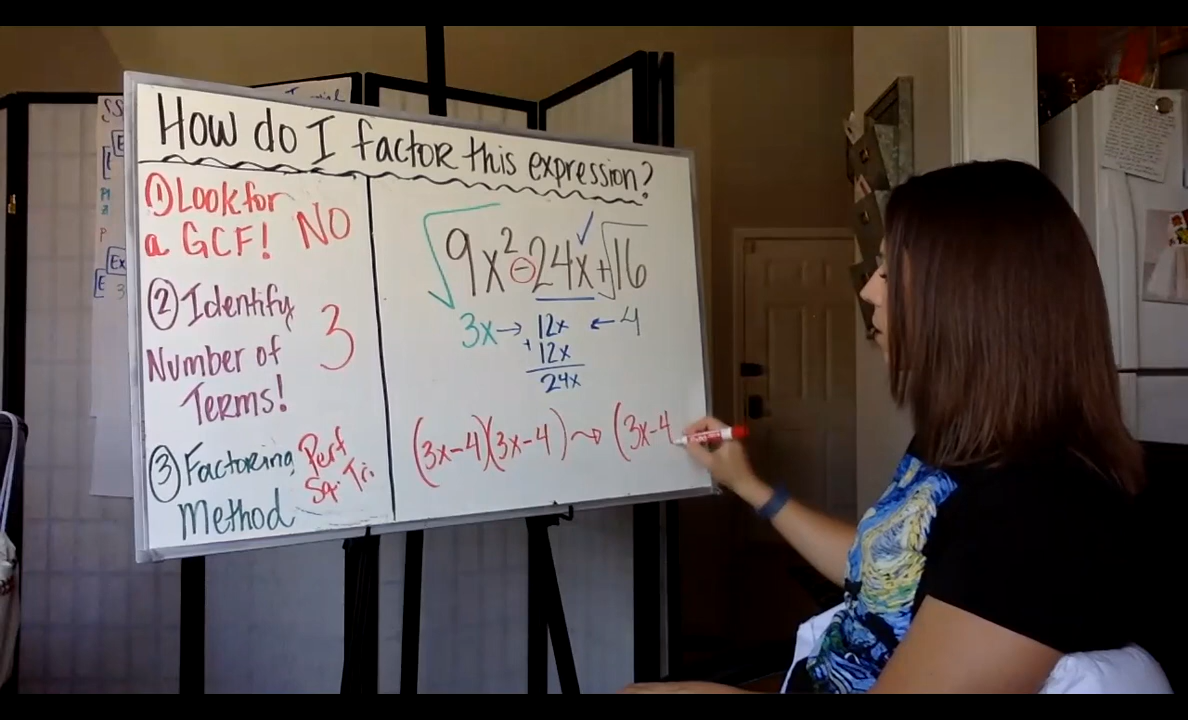 How do I factor this expression?
① Look for
a GCF! NO
② Identify
Number of
Terms! 3
③ Factoring Perf
Method Sq. Tri.
√9x² - 24x + √16
3x → 12x ← 4
+ 12x
24x
(3x-4)(3x-4) → (3x-4